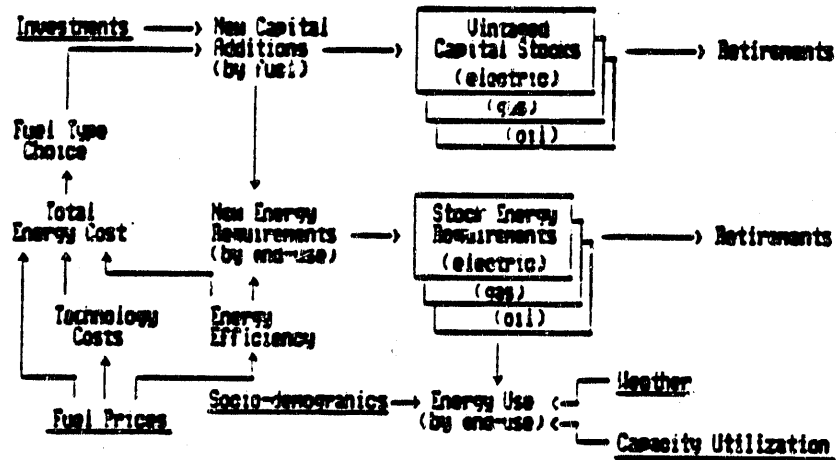 Investments
New Capital
Additions
(by fuel)
Vintaged
Capital Stocks
(electric)
(gas)
(oil)
Retirements
Fuel Type
Choice
Total
Energy Cost
New Energy
Requirements
(by end-use)
Stock Energy
Requirements
(electric)
(gas)
(oil)
Retirements
Technology
Costs
Energy
Efficiency
Fuel Prices
Socio-demographics
Energy Use
(by end-use)
Weather
Capacity Utilization